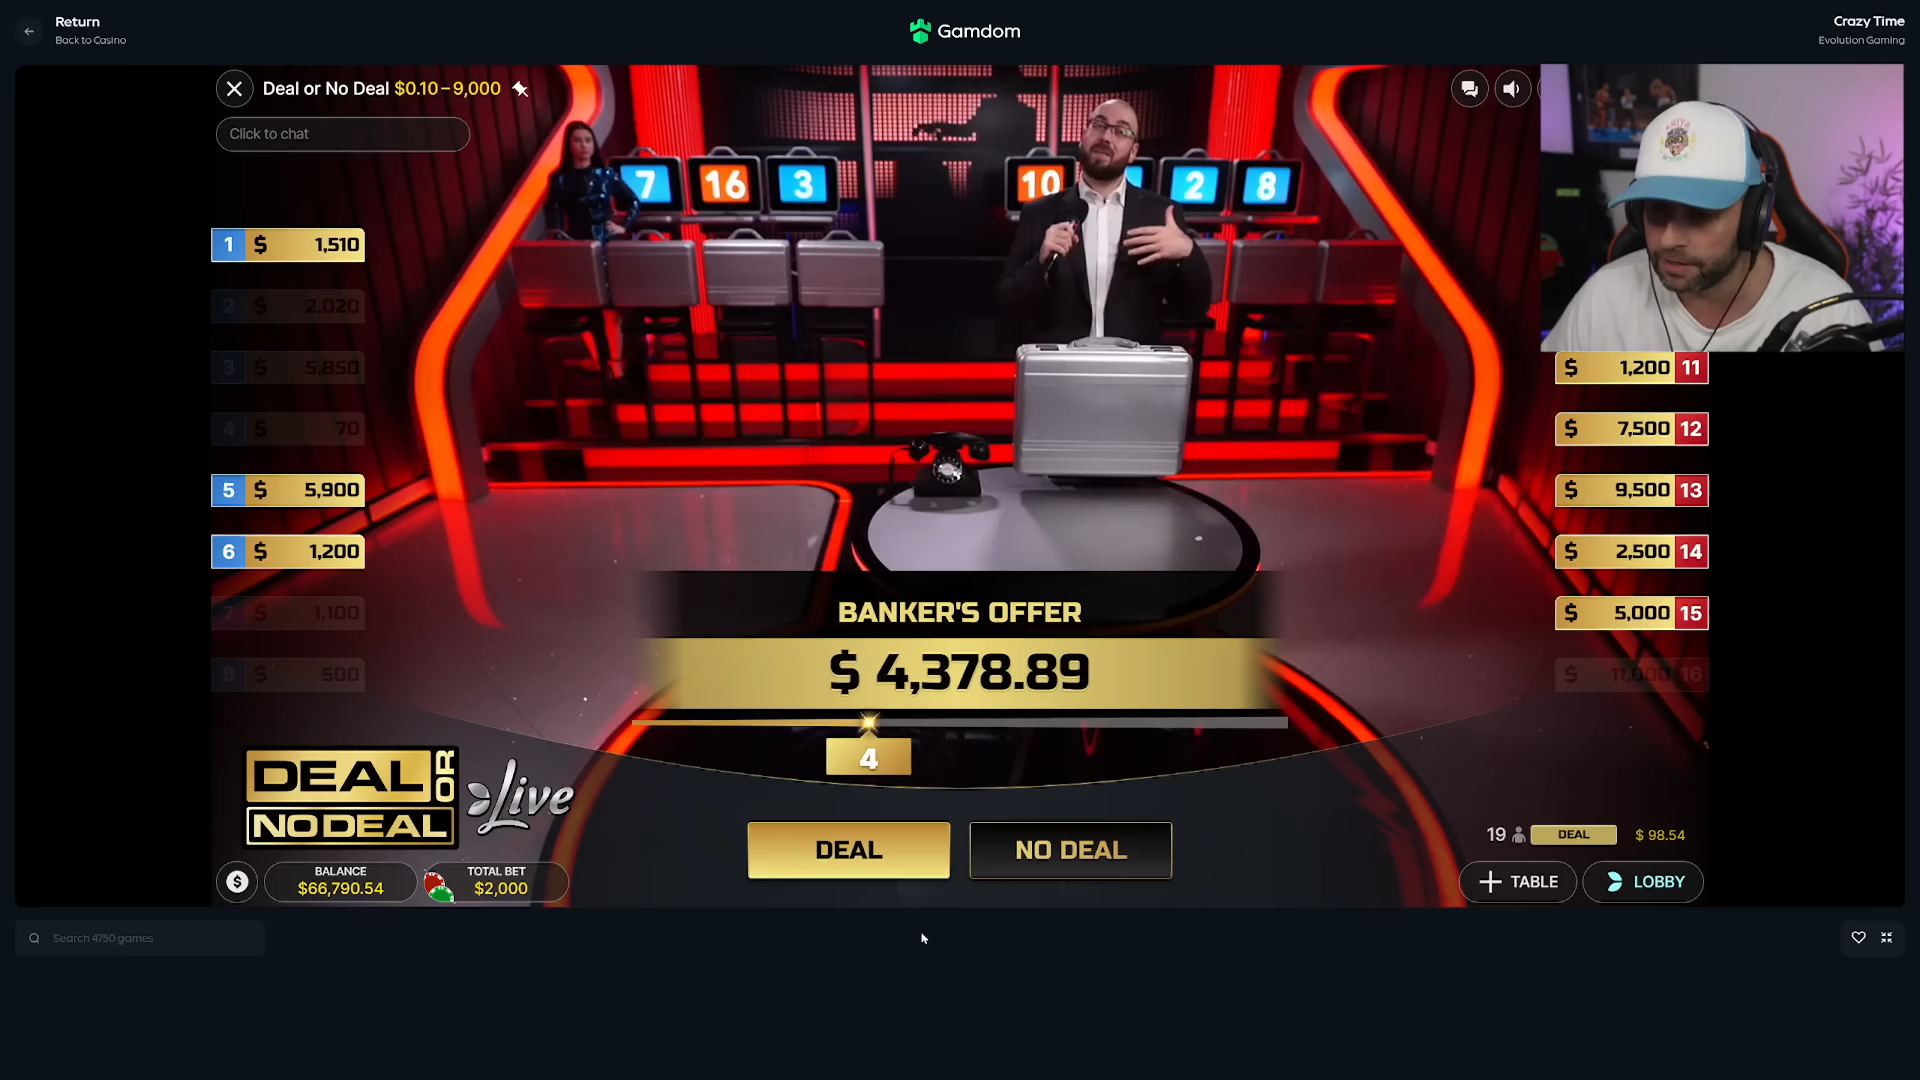 Return
Back to Casino
Gamdom
Crazy Time
Evolution Gaming
Deal or No Deal $0.10–9,000
Click to chat
7 16 3 10 2 8
1 $ 1,510
2 $ 2,020
3 $ 5,850
4 $ 70
5 $ 5,900
6 $ 1,200
7 $ 1,100
8 $ 500
$ 1,200 11
$ 7,500 12
$ 9,500 13
$ 2,500 14
$ 5,000 15
$ 11,000 16
BANKER'S OFFER
$ 4,378.89
4
DEAL OR
NO DEAL
Live
DEAL
NO DEAL
19 DEAL $ 98.54
BALANCE
$66,790.54
TOTAL BET
$2,000
TABLE
LOBBY
Search 4750 games